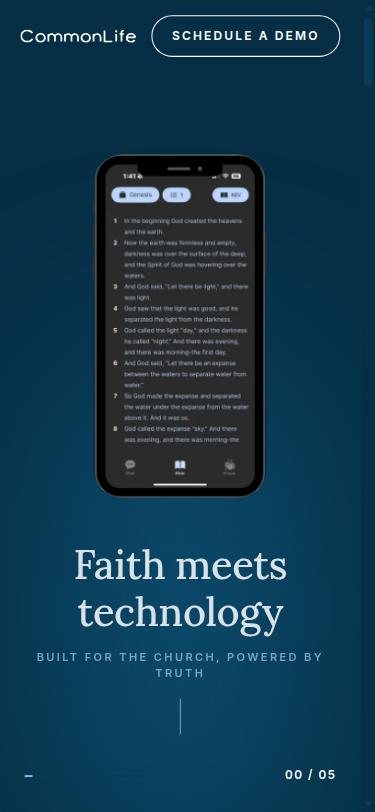 CommonLife
SCHEDULE A DEMO
1:41
Genesis
1
NIV
1 In the beginning God created the heavens
and the earth.
2 Now the earth was formless and empty,
darkness was over the surface of the deep,
and the Spirit of God was hovering over the
waters.
3 And God said, "Let there be light," and there
was light.
4 God saw that the light was good, and he
separated the light from the darkness.
5 God called the light "day," and the darkness
he called "night." And there was evening,
and there was morning-the first day.
6 And God said, "Let there be an expanse
between the waters to separate water from
water."
7 So God made the expanse and separated
the water under the expanse from the water
above it. And it was so.
8 God called the expanse "sky." And there
was evening, and there was morning-the
Chat
Bible
Prayer
Faith meets
technology
BUILT FOR THE CHURCH, POWERED BY
TRUTH
00 / 05